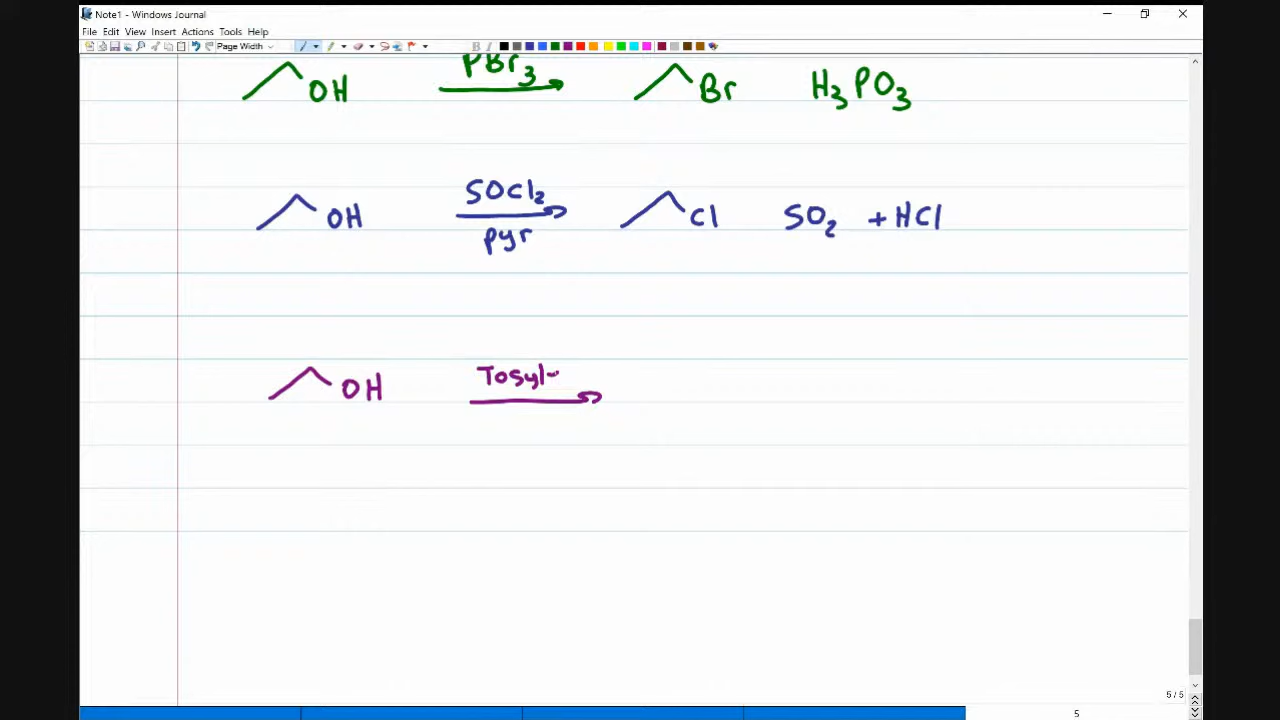 Note1 - Windows Journal
File Edit View Insert Actions Tools Help
Page Width
OH PBr3 Br H3PO3
OH SOCl2 Cl SO2 + HCl
pyr
OH Tosyl-
5 / 5
5